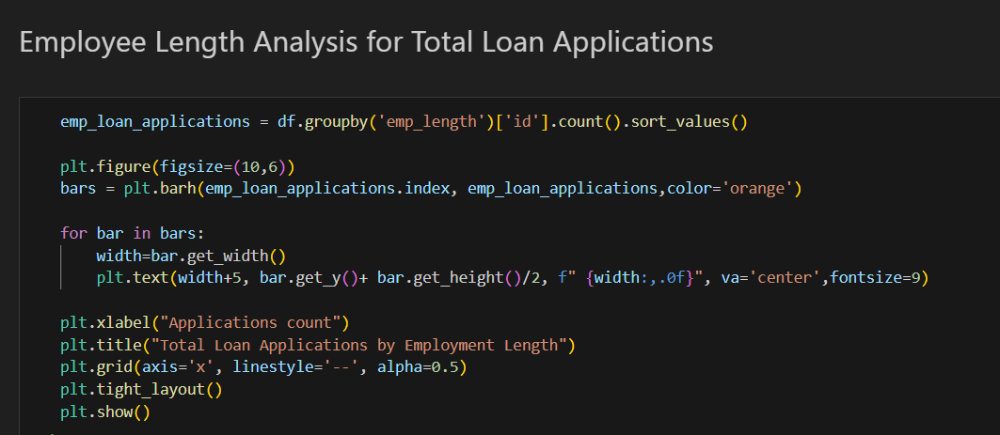 Employee Length Analysis for Total Loan Applications
emp_loan_applications = df.groupby('emp_length')['id'].count().sort_values()
plt.figure(figsize=(10,6))
bars = plt.barh(emp_loan_applications.index, emp_loan_applications,color='orange')
for bar in bars:
    width=bar.get_width()
    plt.text(width+5, bar.get_y()+ bar.get_height()/2, f" {width:,.0f}", va='center',fontsize=9)
plt.xlabel("Applications count")
plt.title("Total Loan Applications by Employment Length")
plt.grid(axis='x', linestyle='--', alpha=0.5)
plt.tight_layout()
plt.show()